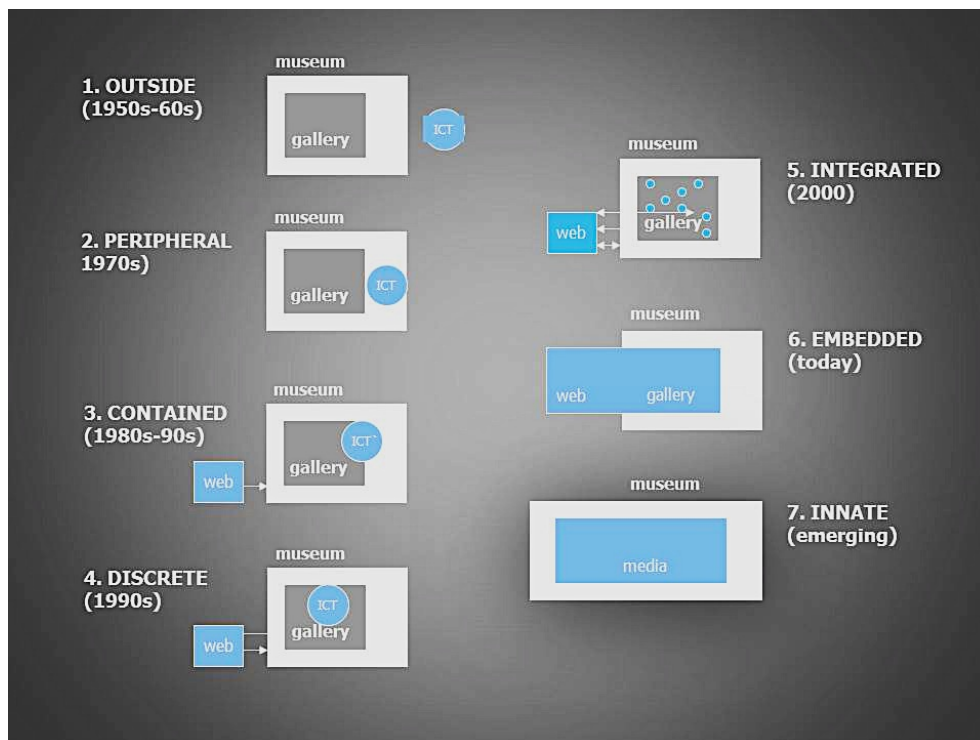 museum
1. OUTSIDE
(1950s-60s)
gallery
ICT
museum
2. PERIPHERAL
1970s)
gallery
ICT
museum
3. CONTAINED
(1980s-90s)
gallery
ICT`
web
museum
4. DISCRETE
(1990s)
ICT
gallery
web
museum
5. INTEGRATED
(2000)
gallery
web
museum
6. EMBEDDED
(today)
web
gallery
museum
7. INNATE
(emerging)
media